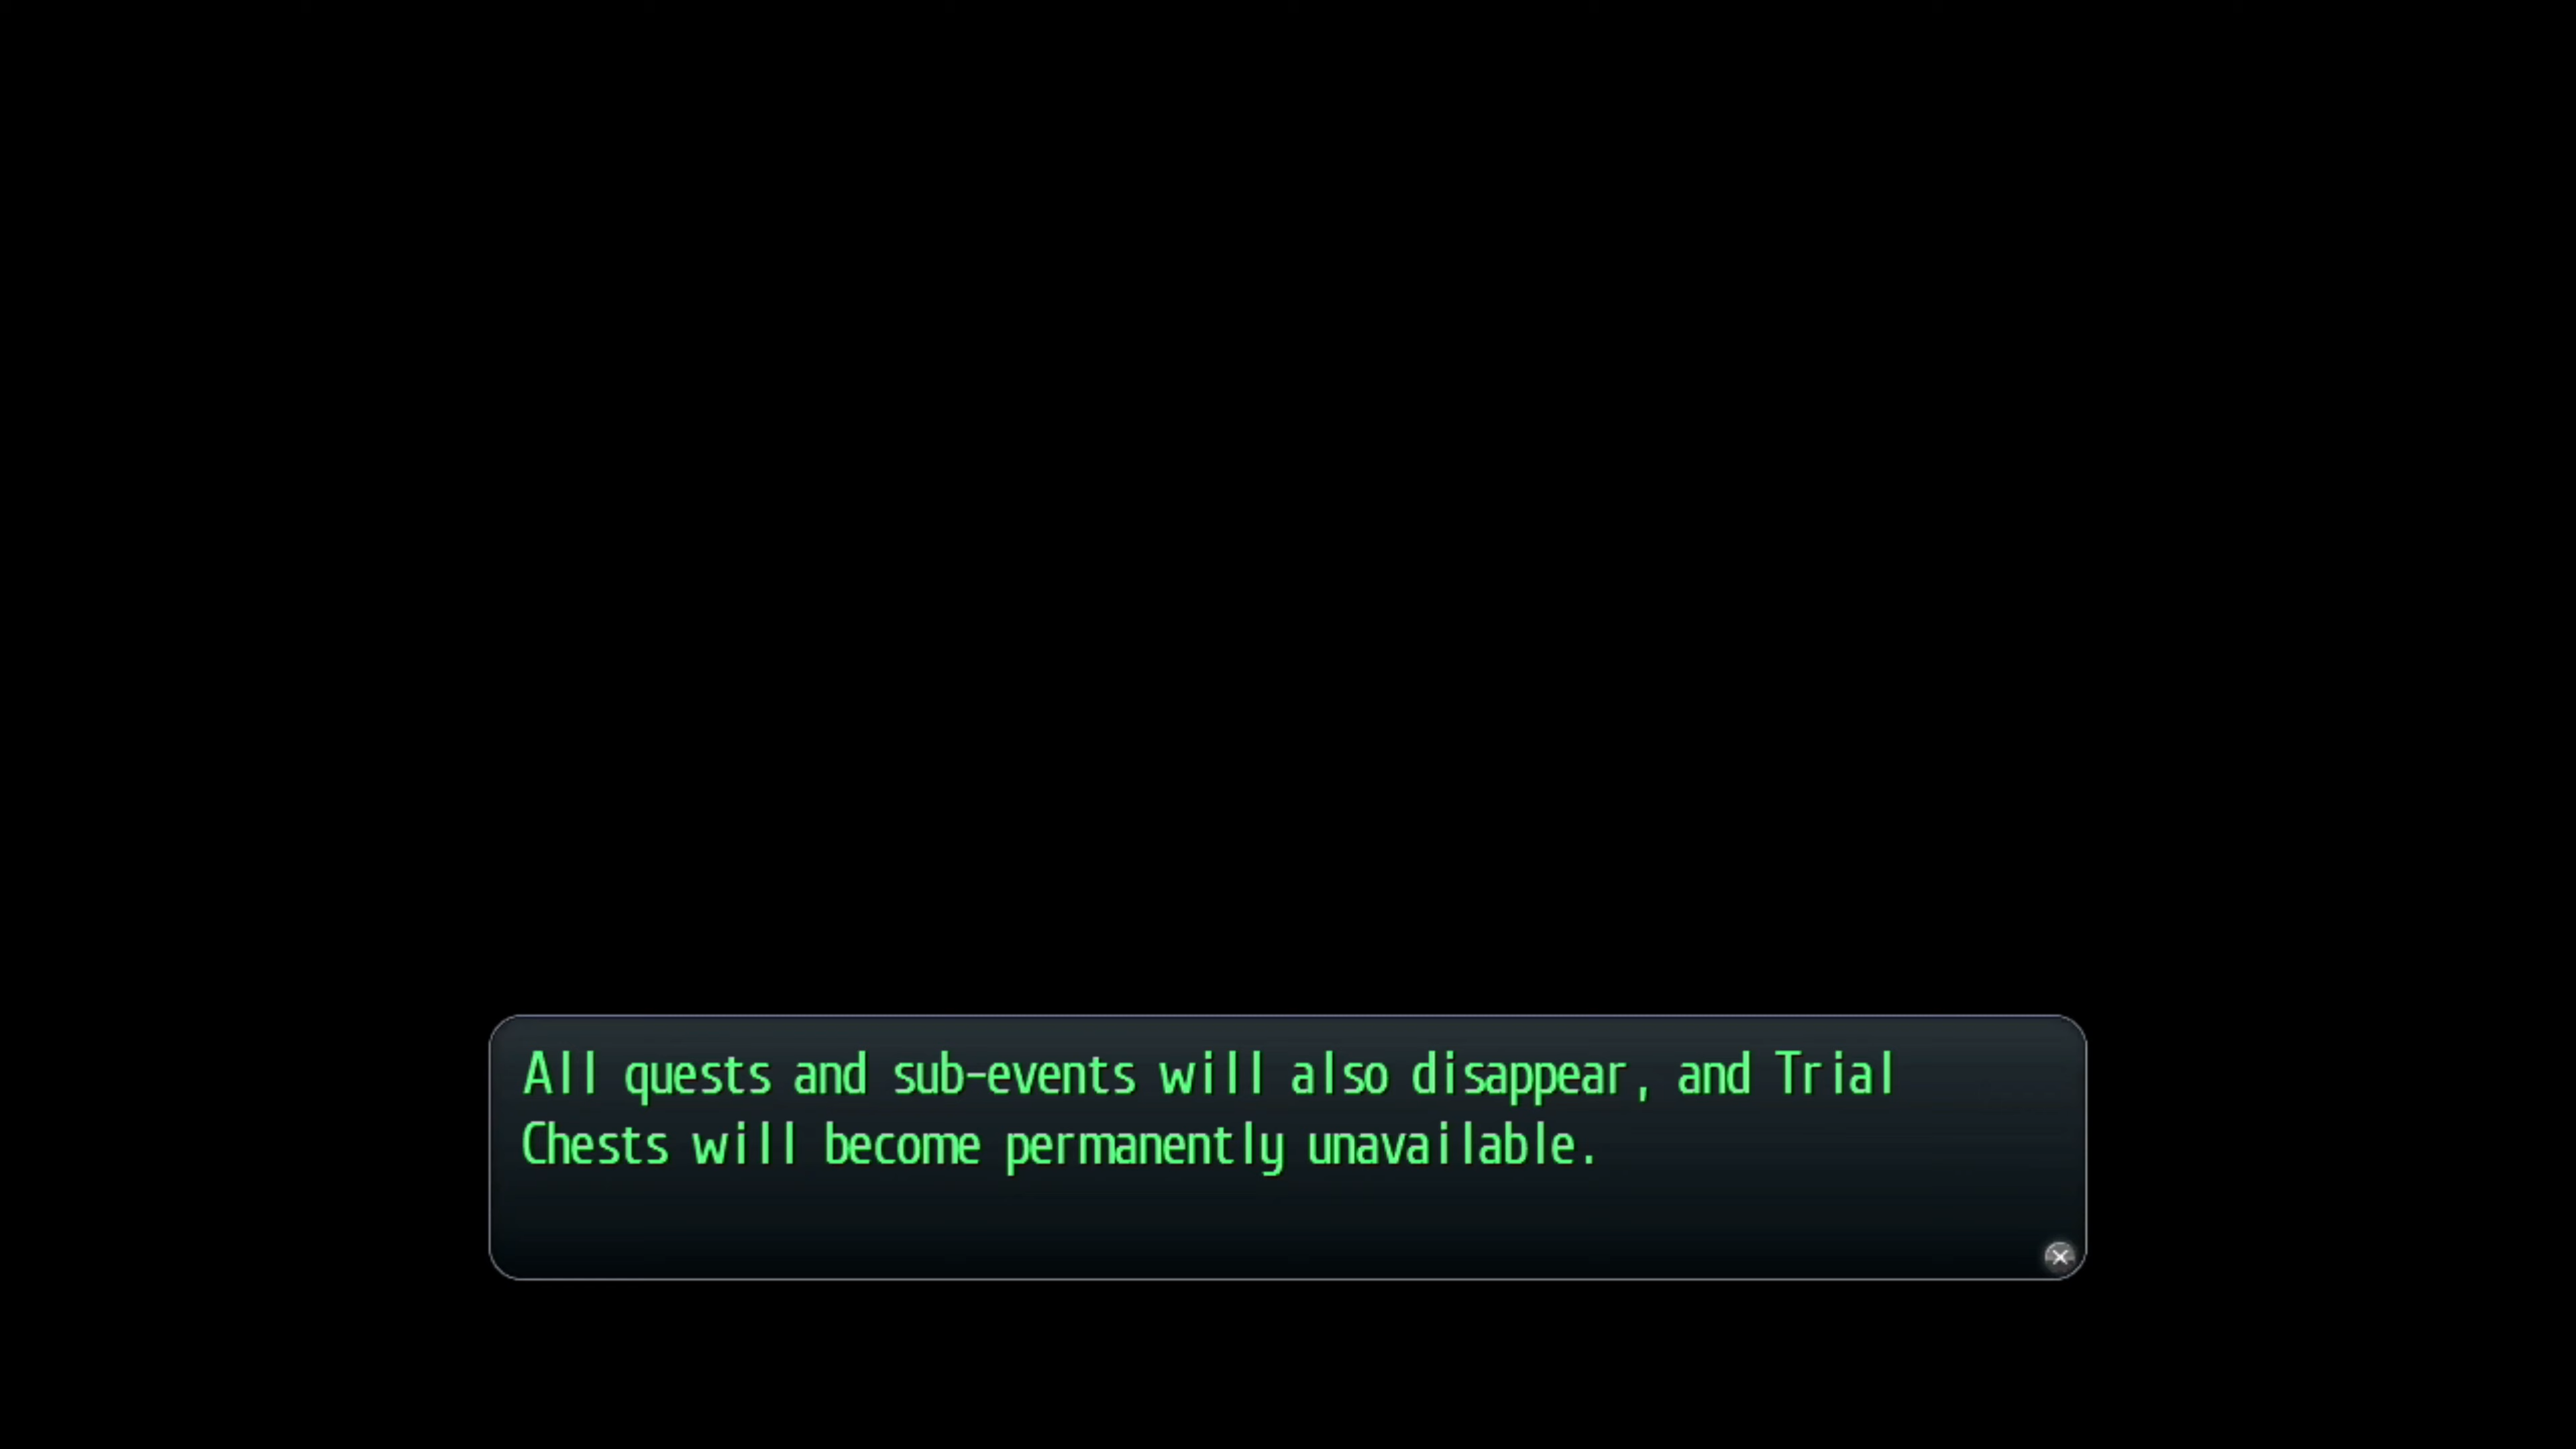 All quests and sub-events will also disappear, and Trial
Chests will become permanently unavailable.